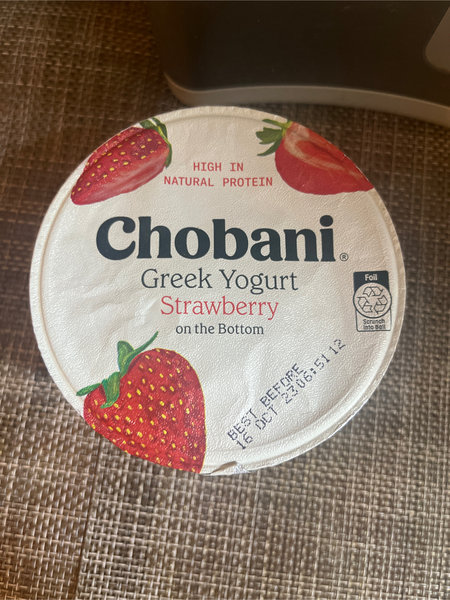 HIGH IN
NATURAL PROTEIN
Chobani®
Greek Yogurt
Strawberry
on the Bottom
Foil
Scrunch
into Ball
BEST BEFORE
16 OCT 23 06:51 12